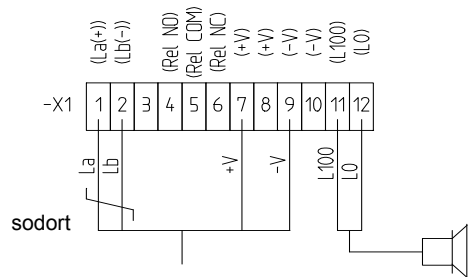 (La(+))
(Lb(-))
(Rel NO)
(Rel COM)
(Rel NC)
(+V)
(+V)
(-V)
(-V)
(L100)
(L0)
-X1 1 2 3 4 5 6 7 8 9 10 11 12
La
Lb
+V
-V
L100
L0
sodort